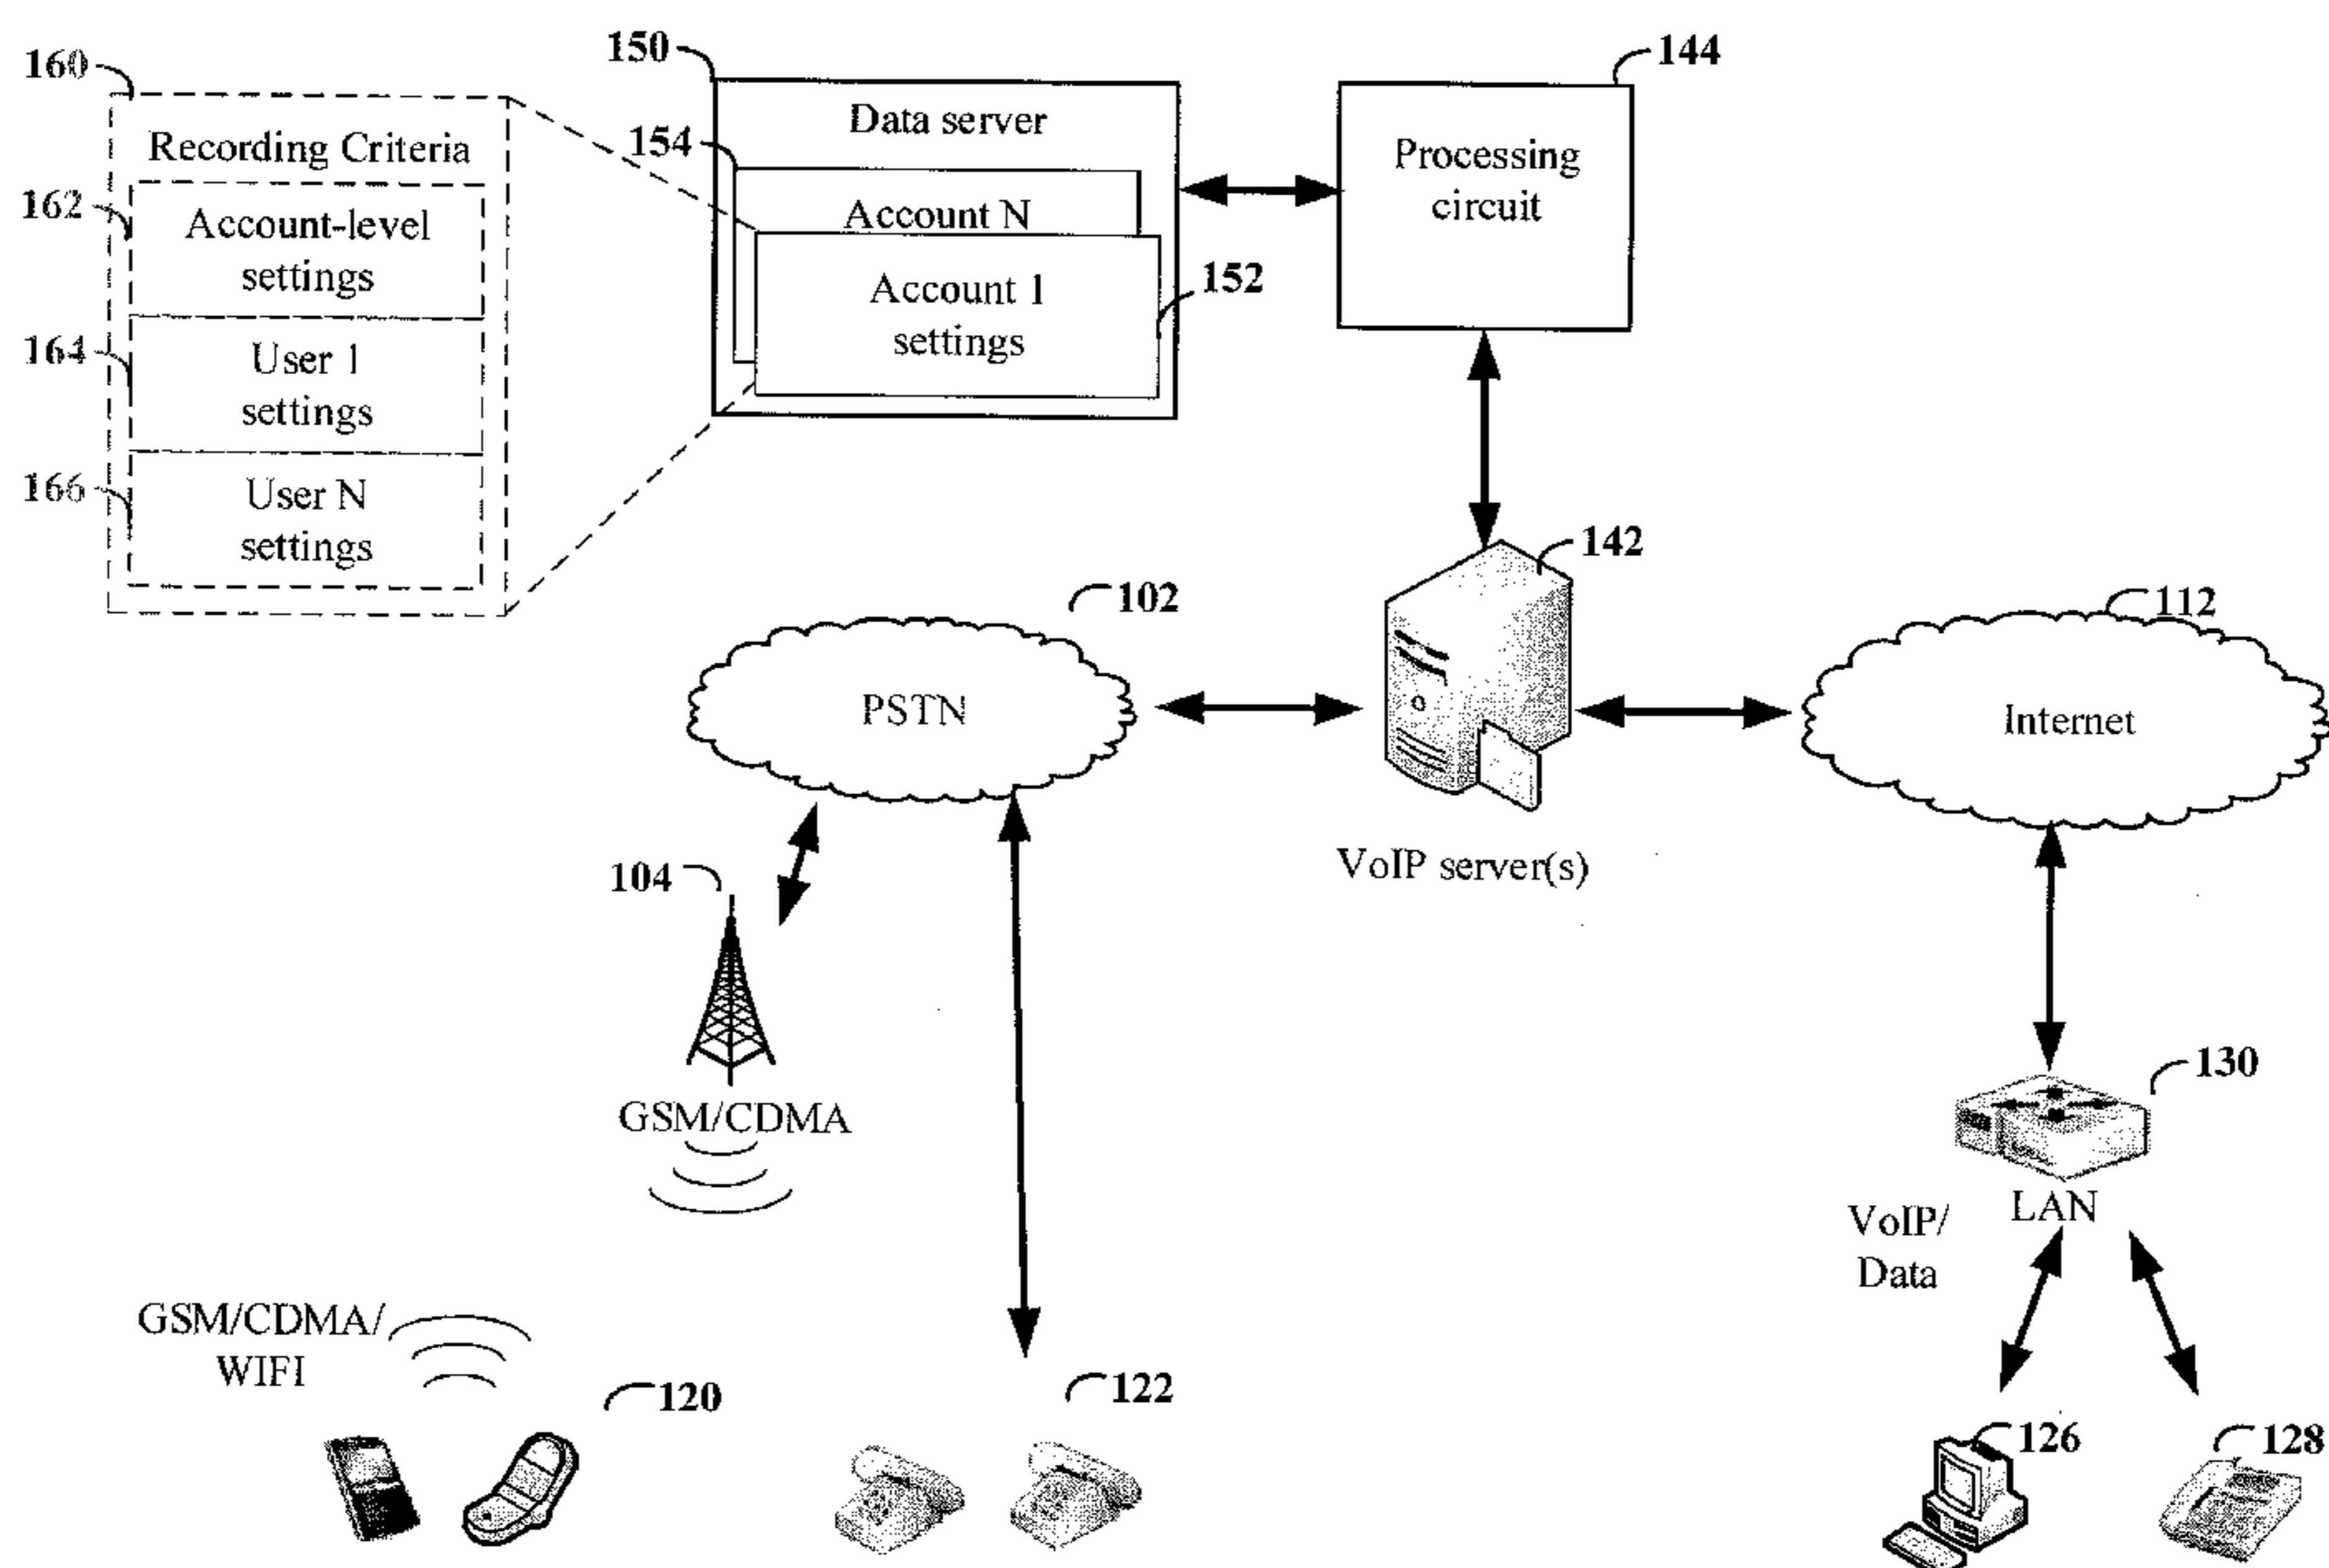 150
144
160
Data server
154
Recording Criteria
Processing
circuit
162
Account-level
settings
Account N
Account 1
settings
152
164
User 1
settings
166
User N
settings
142
102
112
PSTN
Internet
VoIP server(s)
104
130
GSM/CDMA
LAN
VoIP/
Data
GSM/CDMA/
WIFI
120
122
126
128